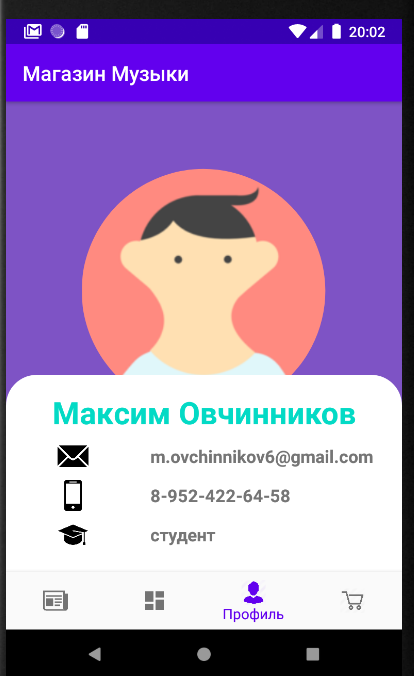 20:02
Магазин Музыки
Максим Овчинников
m.ovchinnikov6@gmail.com
8-952-422-64-58
студент
Профиль